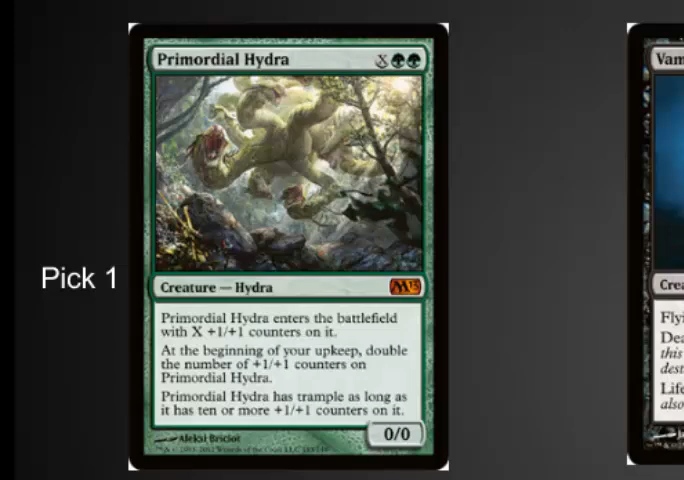 Primordial Hydra X
Vam
Pick 1
Creature — Hydra M13
Crea
Primordial Hydra enters the battlefield
with X +1/+1 counters on it.
At the beginning of your upkeep, double
the number of +1/+1 counters on
Primordial Hydra.
Primordial Hydra has trample as long as
it has ten or more +1/+1 counters on it.
Flyi
Dea
this
dest
Life
also
0/0
Aleksi Briclot